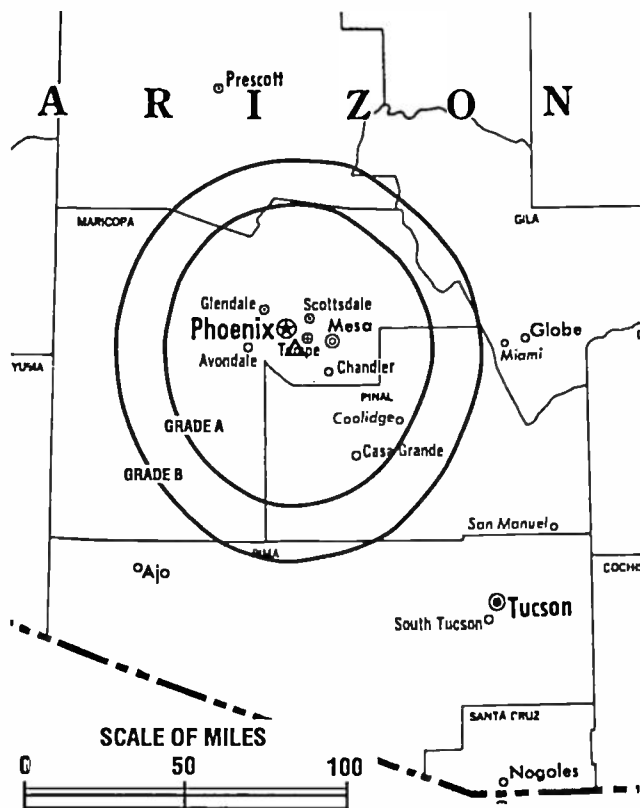 Prescott
A R I Z O N
MARICOPA
GILA
Glendale
Scottsdale
Phoenix
Mesa
Globe
Miami
Avondale
Tempe
Chandler
YUMA
PINAL
Coolidge
GRADE A
Casa Grande
GRADE B
San Manuel
PIMA
COCHIS
Ajo
Tucson
South Tucson
SANTA CRUZ
SCALE OF MILES
0 50 100
Nogoles